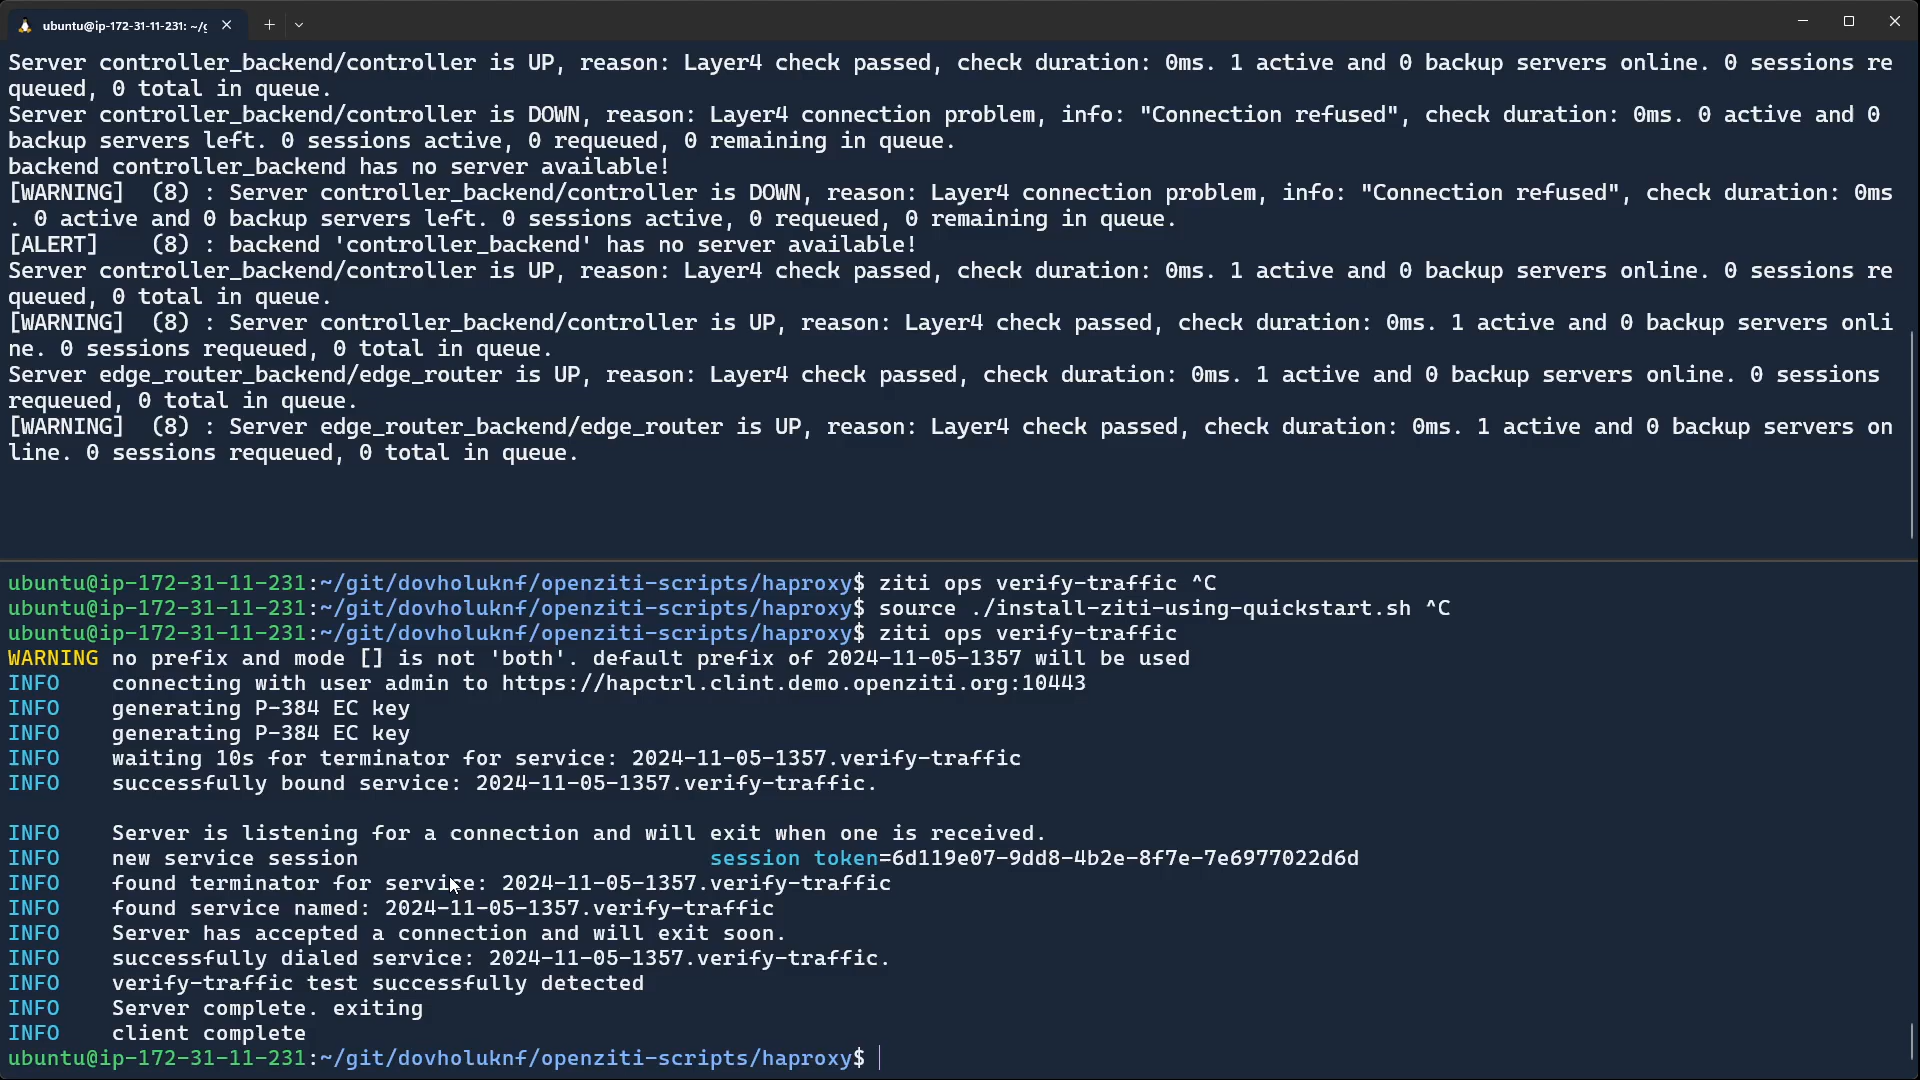 ubuntu@ip-172-31-11-231: ~/g
Server controller_backend/controller is UP, reason: Layer4 check passed, check duration: 0ms. 1 active and 0 backup servers online. 0 sessions re
queued, 0 total in queue.
Server controller_backend/controller is DOWN, reason: Layer4 connection problem, info: "Connection refused", check duration: 0ms. 0 active and 0
backup servers left. 0 sessions active, 0 requeued, 0 remaining in queue.
backend controller_backend has no server available!
[WARNING]  (8) : Server controller_backend/controller is DOWN, reason: Layer4 connection problem, info: "Connection refused", check duration: 0ms
. 0 active and 0 backup servers left. 0 sessions active, 0 requeued, 0 remaining in queue.
[ALERT]    (8) : backend 'controller_backend' has no server available!
Server controller_backend/controller is UP, reason: Layer4 check passed, check duration: 0ms. 1 active and 0 backup servers online. 0 sessions re
queued, 0 total in queue.
[WARNING]  (8) : Server controller_backend/controller is UP, reason: Layer4 check passed, check duration: 0ms. 1 active and 0 backup servers onli
ne. 0 sessions requeued, 0 total in queue.
Server edge_router_backend/edge_router is UP, reason: Layer4 check passed, check duration: 0ms. 1 active and 0 backup servers online. 0 sessions
requeued, 0 total in queue.
[WARNING]  (8) : Server edge_router_backend/edge_router is UP, reason: Layer4 check passed, check duration: 0ms. 1 active and 0 backup servers on
line. 0 sessions requeued, 0 total in queue.
ubuntu@ip-172-31-11-231:~/git/dovholuknf/openziti-scripts/haproxy$ ziti ops verify-traffic ^C
ubuntu@ip-172-31-11-231:~/git/dovholuknf/openziti-scripts/haproxy$ source ./install-ziti-using-quickstart.sh ^C
ubuntu@ip-172-31-11-231:~/git/dovholuknf/openziti-scripts/haproxy$ ziti ops verify-traffic
WARNING no prefix and mode [] is not 'both'. default prefix of 2024-11-05-1357 will be used
INFO    connecting with user admin to https://hapctrl.clint.demo.openziti.org:10443
INFO    generating P-384 EC key
INFO    generating P-384 EC key
INFO    waiting 10s for terminator for service: 2024-11-05-1357.verify-traffic
INFO    successfully bound service: 2024-11-05-1357.verify-traffic.
INFO    Server is listening for a connection and will exit when one is received.
INFO    new service session                           session token=6d119e07-9dd8-4b2e-8f7e-7e6977022d6d
INFO    found terminator for service: 2024-11-05-1357.verify-traffic
INFO    found service named: 2024-11-05-1357.verify-traffic
INFO    Server has accepted a connection and will exit soon.
INFO    successfully dialed service: 2024-11-05-1357.verify-traffic.
INFO    verify-traffic test successfully detected
INFO    Server complete. exiting
INFO    client complete
ubuntu@ip-172-31-11-231:~/git/dovholuknf/openziti-scripts/haproxy$